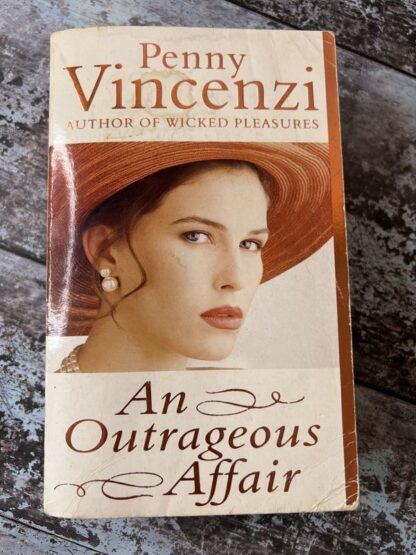 Penny
Vincenzi
AUTHOR OF WICKED PLEASURES
An
Outrageous
Affair